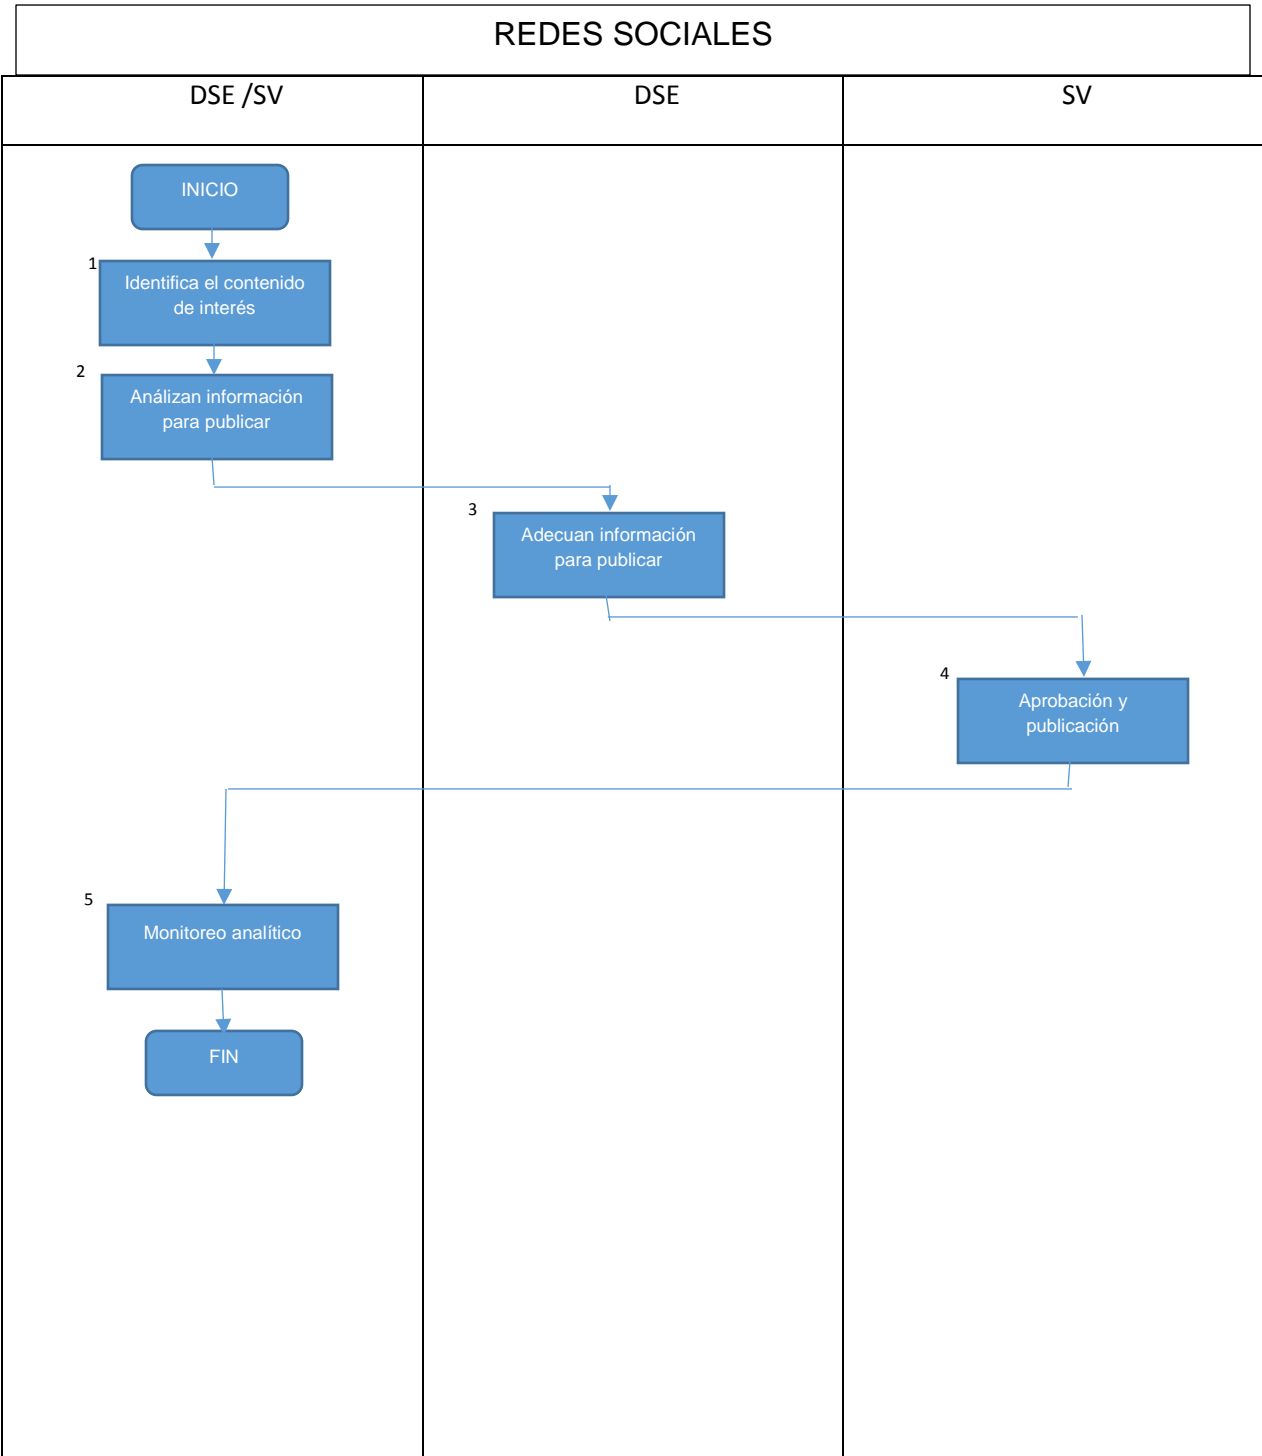 REDES SOCIALES
DSE /SV
DSE
SV
INICIO
1
Identifica el contenido
de interés
2
Análizan información
para publicar
3
Adecuan información
para publicar
4
Aprobación y
publicación
5
Monitoreo analítico
FIN